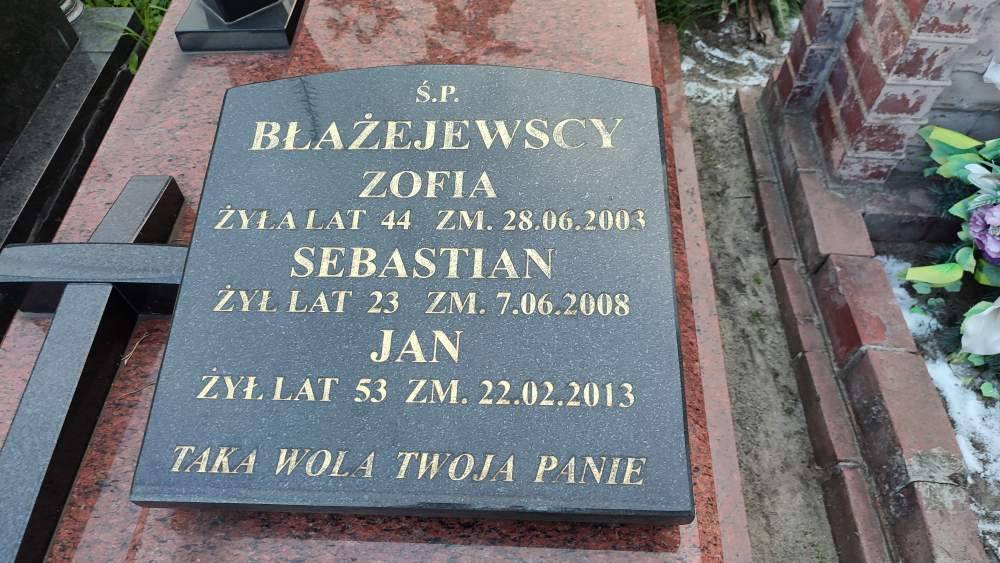 Ś.P.
BŁAŻEJEWSCY
ZOFIA
ŻYŁA LAT 44 ZM. 28.06.2003
SEBASTIAN
ŻYŁ LAT 23 ZM. 7.06.2008
JAN
ŻYŁ LAT 53 ZM. 22.02.2013
TAKA WOLA TWOJA PANIE